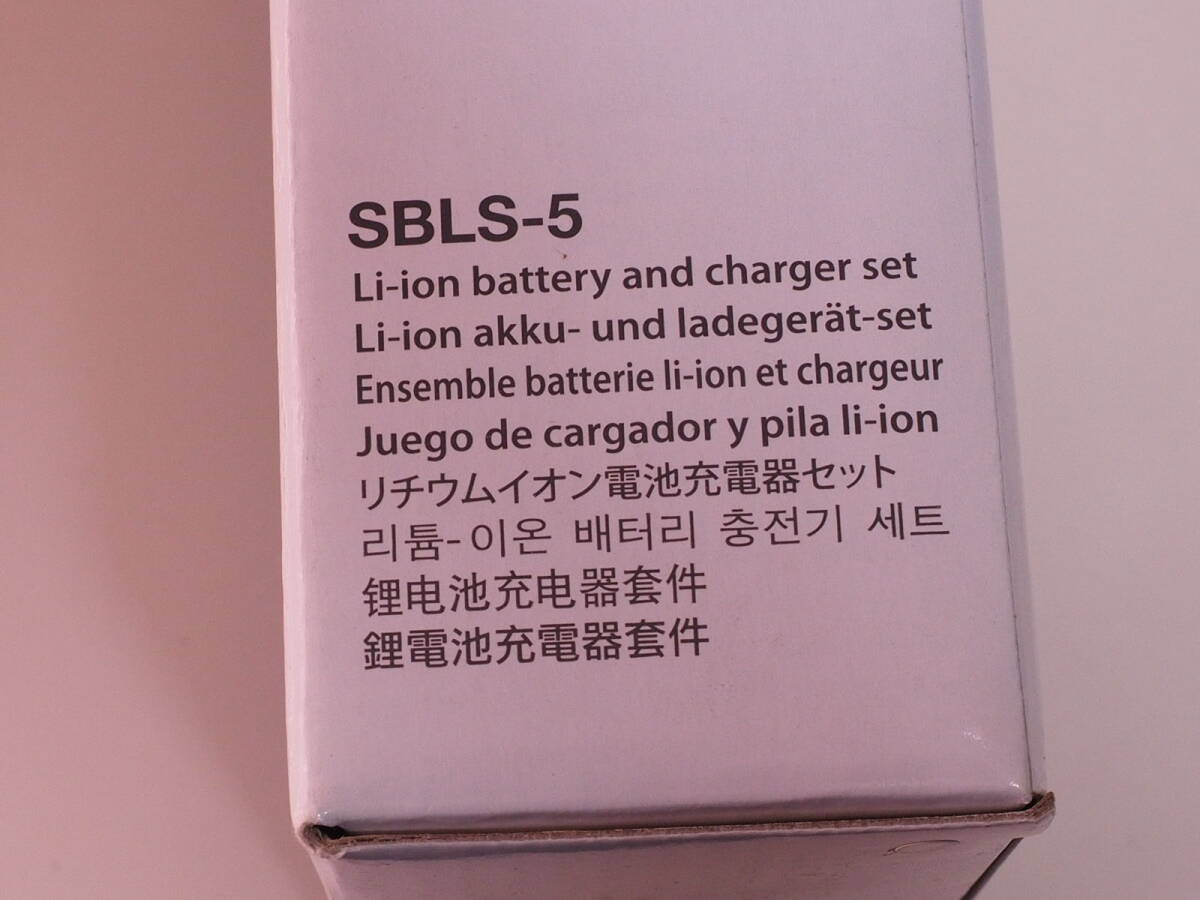 SBLS-5
Li-ion battery and charger set
Li-ion akku- und ladegerät-set
Ensemble batterie li-ion et chargeur
Juego de cargador y pila li-ion
リチウムイオン電池充電器セット
리튬-이온 배터리 충전기 세트
锂电池充电器套件
鋰電池充電器套件